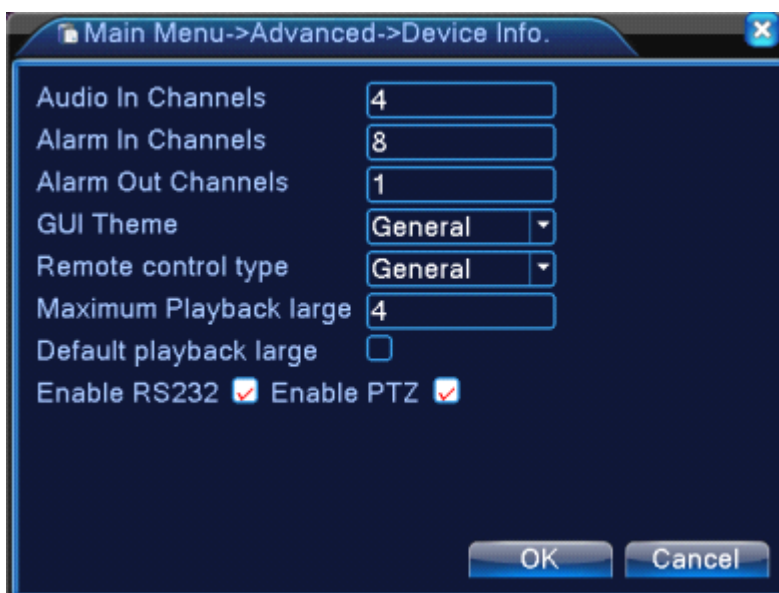 Main Menu->Advanced->Device Info.
Audio In Channels 4
Alarm In Channels 8
Alarm Out Channels 1
GUI Theme General
Remote control type General
Maximum Playback large 4
Default playback large
Enable RS232 Enable PTZ
OK Cancel